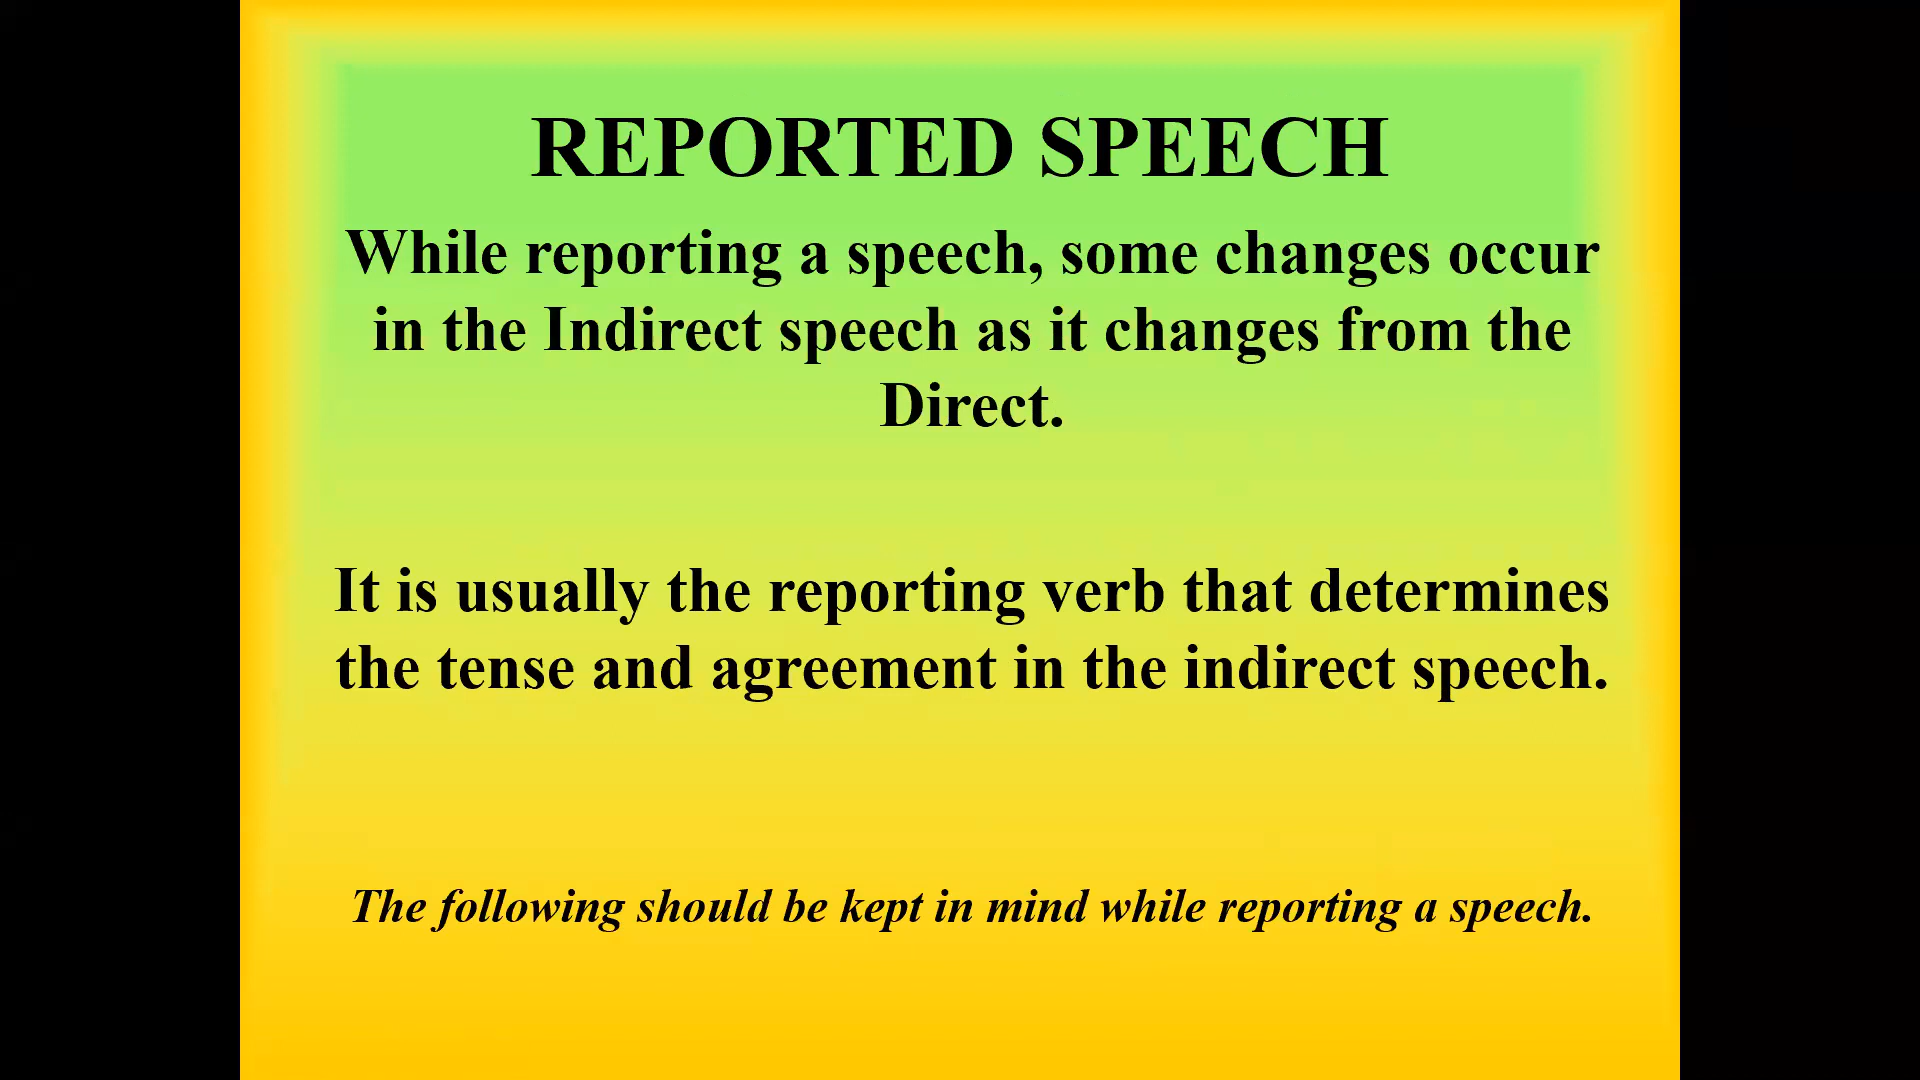 REPORTED SPEECH
While reporting a speech, some changes occur
in the Indirect speech as it changes from the
Direct.
It is usually the reporting verb that determines
the tense and agreement in the indirect speech.
The following should be kept in mind while reporting a speech.